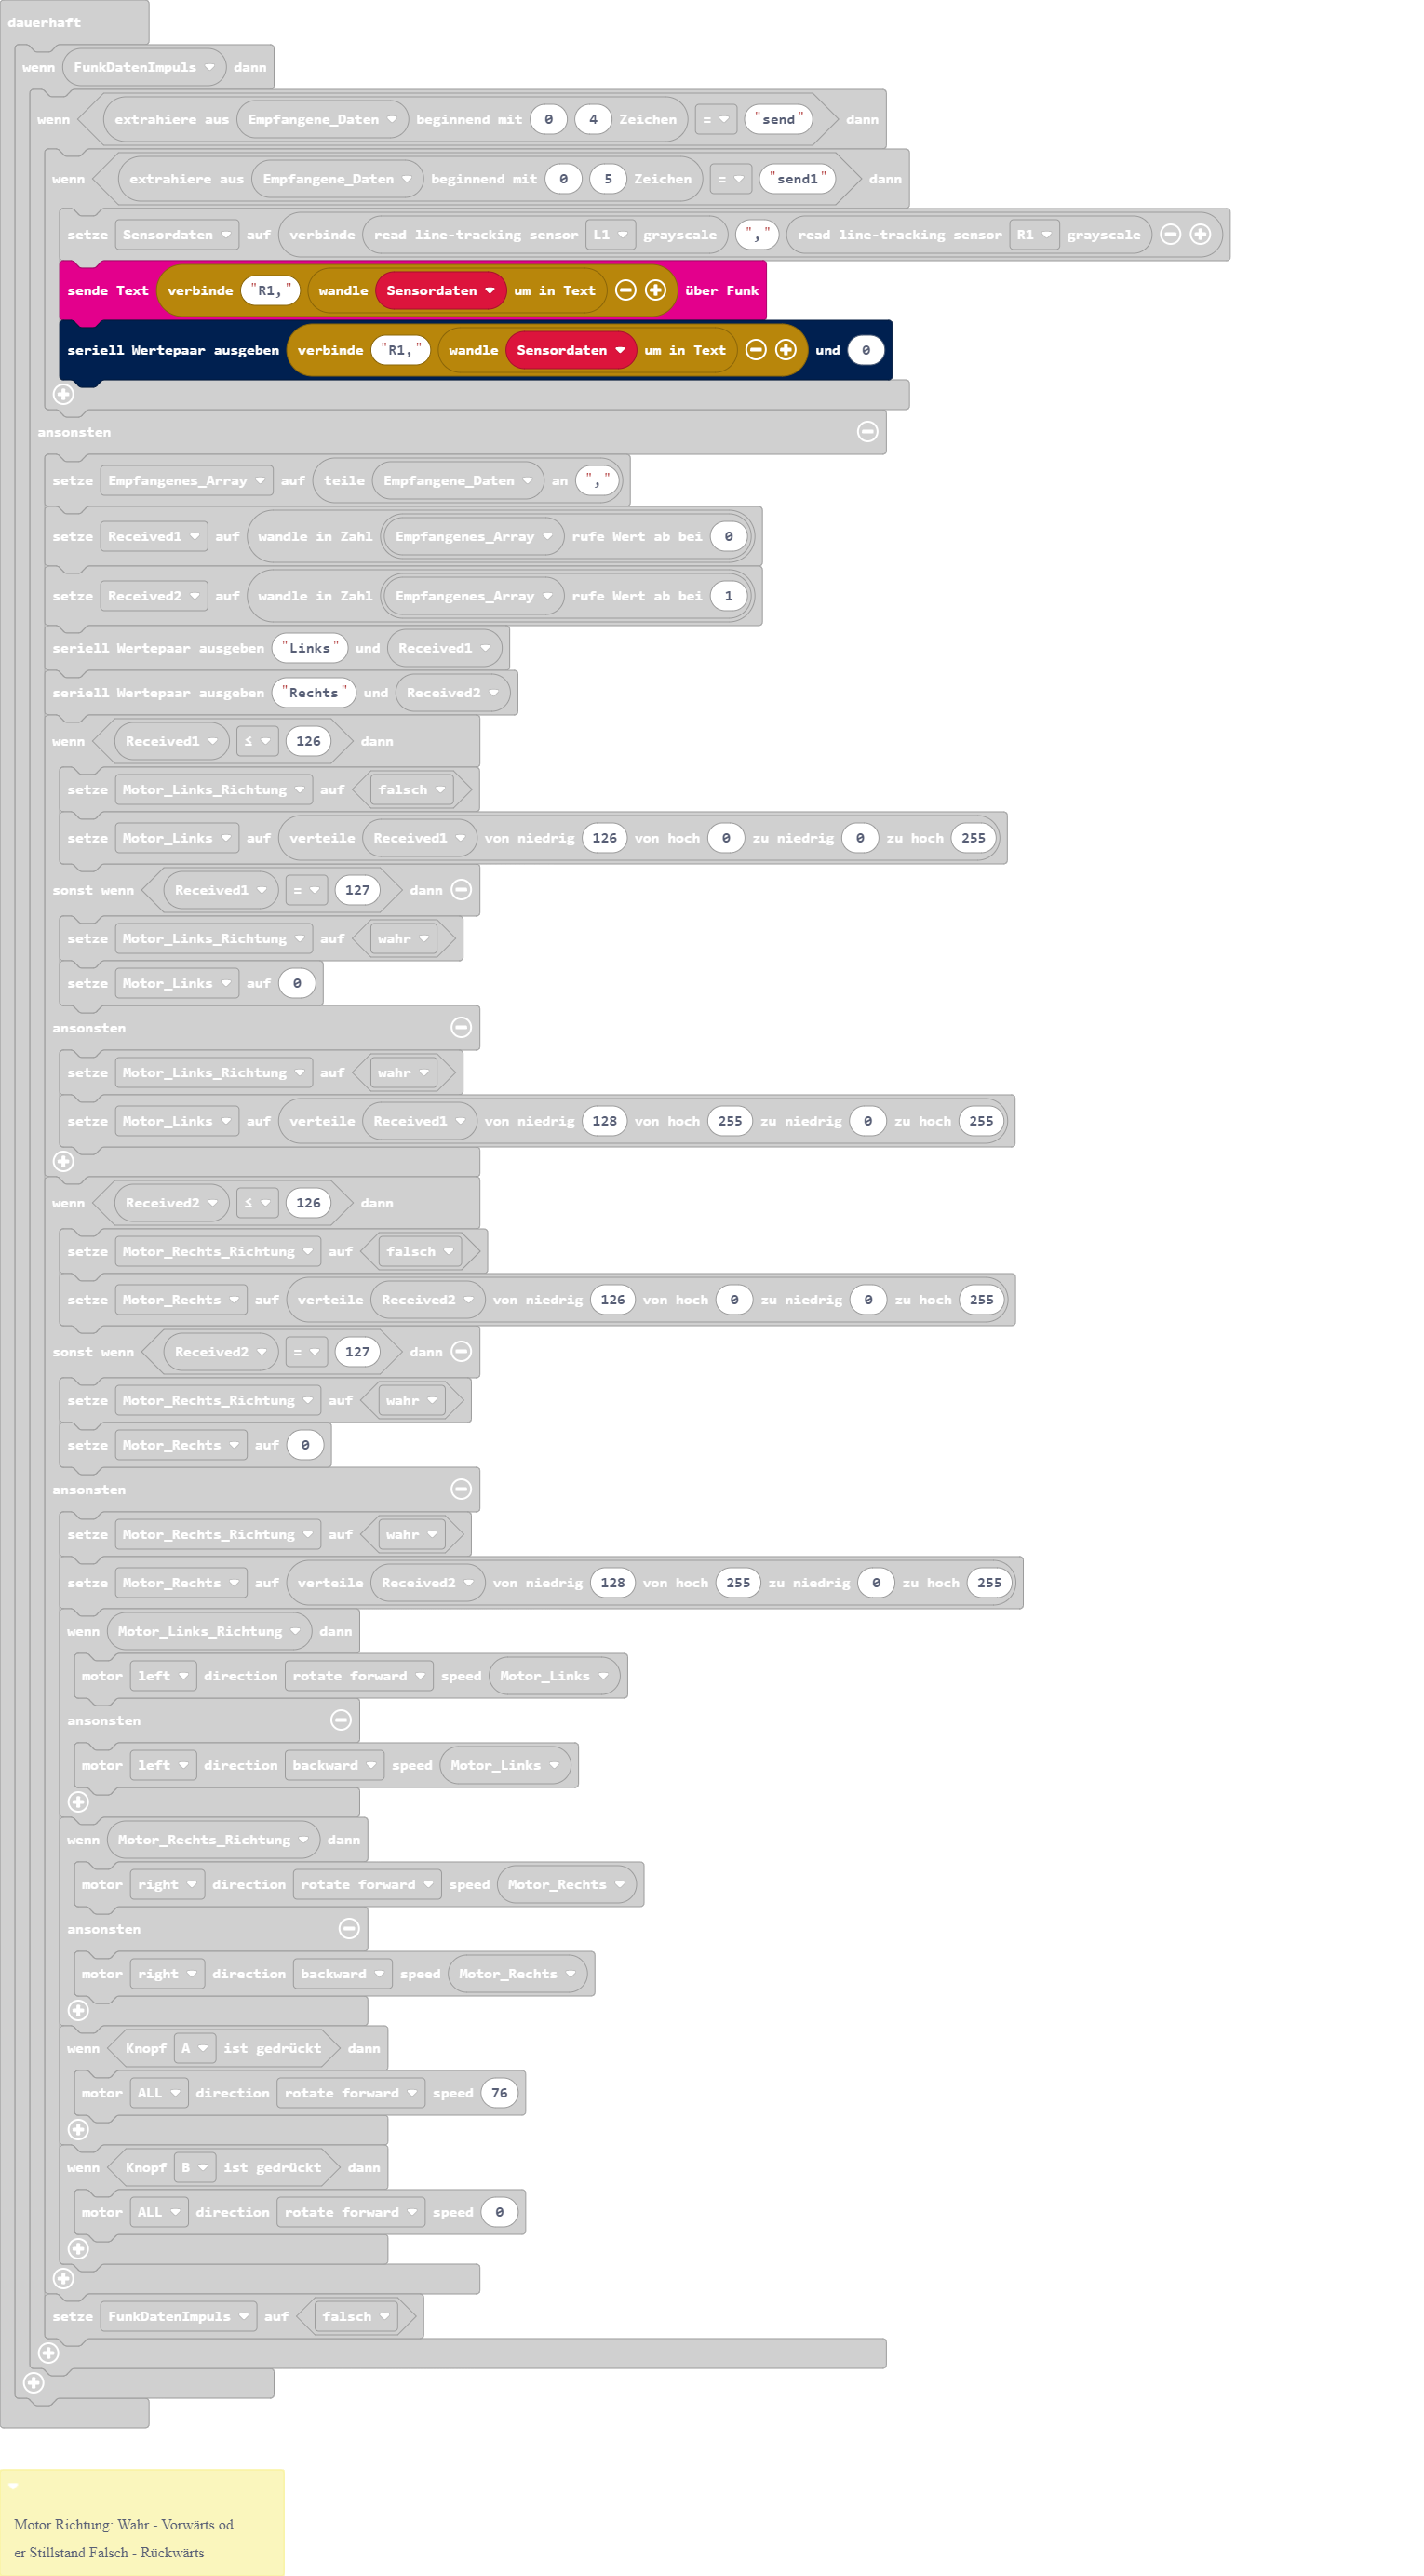 dauerhaft
wenn FunkDatenImpuls dann
wenn extrahiere aus Empfangene_Daten beginnend mit 0 4 Zeichen = "send" dann
wenn extrahiere aus Empfangene_Daten beginnend mit 0 5 Zeichen = "send1" dann
setze Sensordaten auf verbinde read line-tracking sensor L1 grayscale "," read line-tracking sensor R1 grayscale
sende Text verbinde "R1," wandle Sensordaten um in Text über Funk
seriell Wertepaar ausgeben verbinde "R1," wandle Sensordaten um in Text und 0
ansonsten
setze Empfangenes_Array auf teile Empfangene_Daten an ","
setze Received1 auf wandle in Zahl Empfangenes_Array rufe Wert ab bei 0
setze Received2 auf wandle in Zahl Empfangenes_Array rufe Wert ab bei 1
seriell Wertepaar ausgeben "Links" und Received1
seriell Wertepaar ausgeben "Rechts" und Received2
wenn Received1 ≤ 126 dann
setze Motor_Links_Richtung auf falsch
setze Motor_Links auf verteile Received1 von niedrig 126 von hoch 0 zu niedrig 0 zu hoch 255
sonst wenn Received1 = 127 dann
setze Motor_Links_Richtung auf wahr
setze Motor_Links auf 0
ansonsten
setze Motor_Links_Richtung auf wahr
setze Motor_Links auf verteile Received1 von niedrig 128 von hoch 255 zu niedrig 0 zu hoch 255
wenn Received2 ≤ 126 dann
setze Motor_Rechts_Richtung auf falsch
setze Motor_Rechts auf verteile Received2 von niedrig 126 von hoch 0 zu niedrig 0 zu hoch 255
sonst wenn Received2 = 127 dann
setze Motor_Rechts_Richtung auf wahr
setze Motor_Rechts auf 0
ansonsten
setze Motor_Rechts_Richtung auf wahr
setze Motor_Rechts auf verteile Received2 von niedrig 128 von hoch 255 zu niedrig 0 zu hoch 255
wenn Motor_Links_Richtung dann
motor left direction rotate forward speed Motor_Links
ansonsten
motor left direction backward speed Motor_Links
wenn Motor_Rechts_Richtung dann
motor right direction rotate forward speed Motor_Rechts
ansonsten
motor right direction backward speed Motor_Rechts
wenn Knopf A ist gedrückt dann
motor ALL direction rotate forward speed 76
wenn Knopf B ist gedrückt dann
motor ALL direction rotate forward speed 0
setze FunkDatenImpuls auf falsch
Motor Richtung: Wahr - Vorwärts od
er Stillstand Falsch - Rückwärts